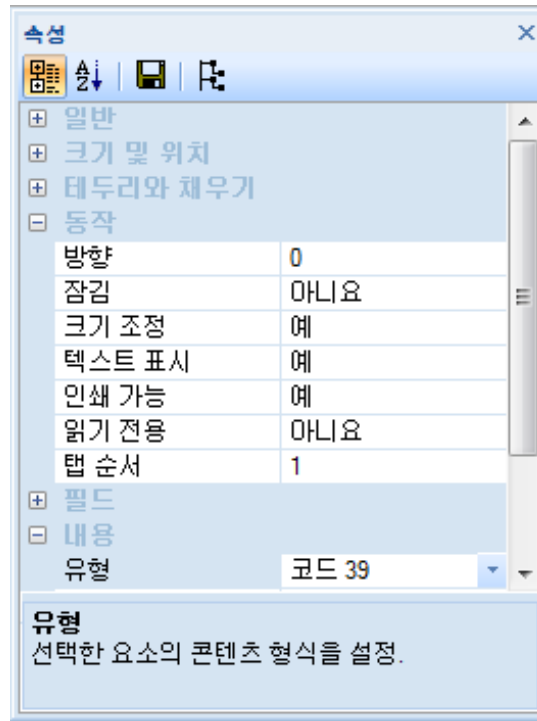 속성
일반
크기 및 위치
테두리와 채우기
동작
방향 0
잠김 아니요
크기 조정 예
텍스트 표시 예
인쇄 가능 예
읽기 전용 아니요
탭 순서 1
필드
내용
유형 코드 39
유형
선택한 요소의 콘텐츠 형식을 설정.